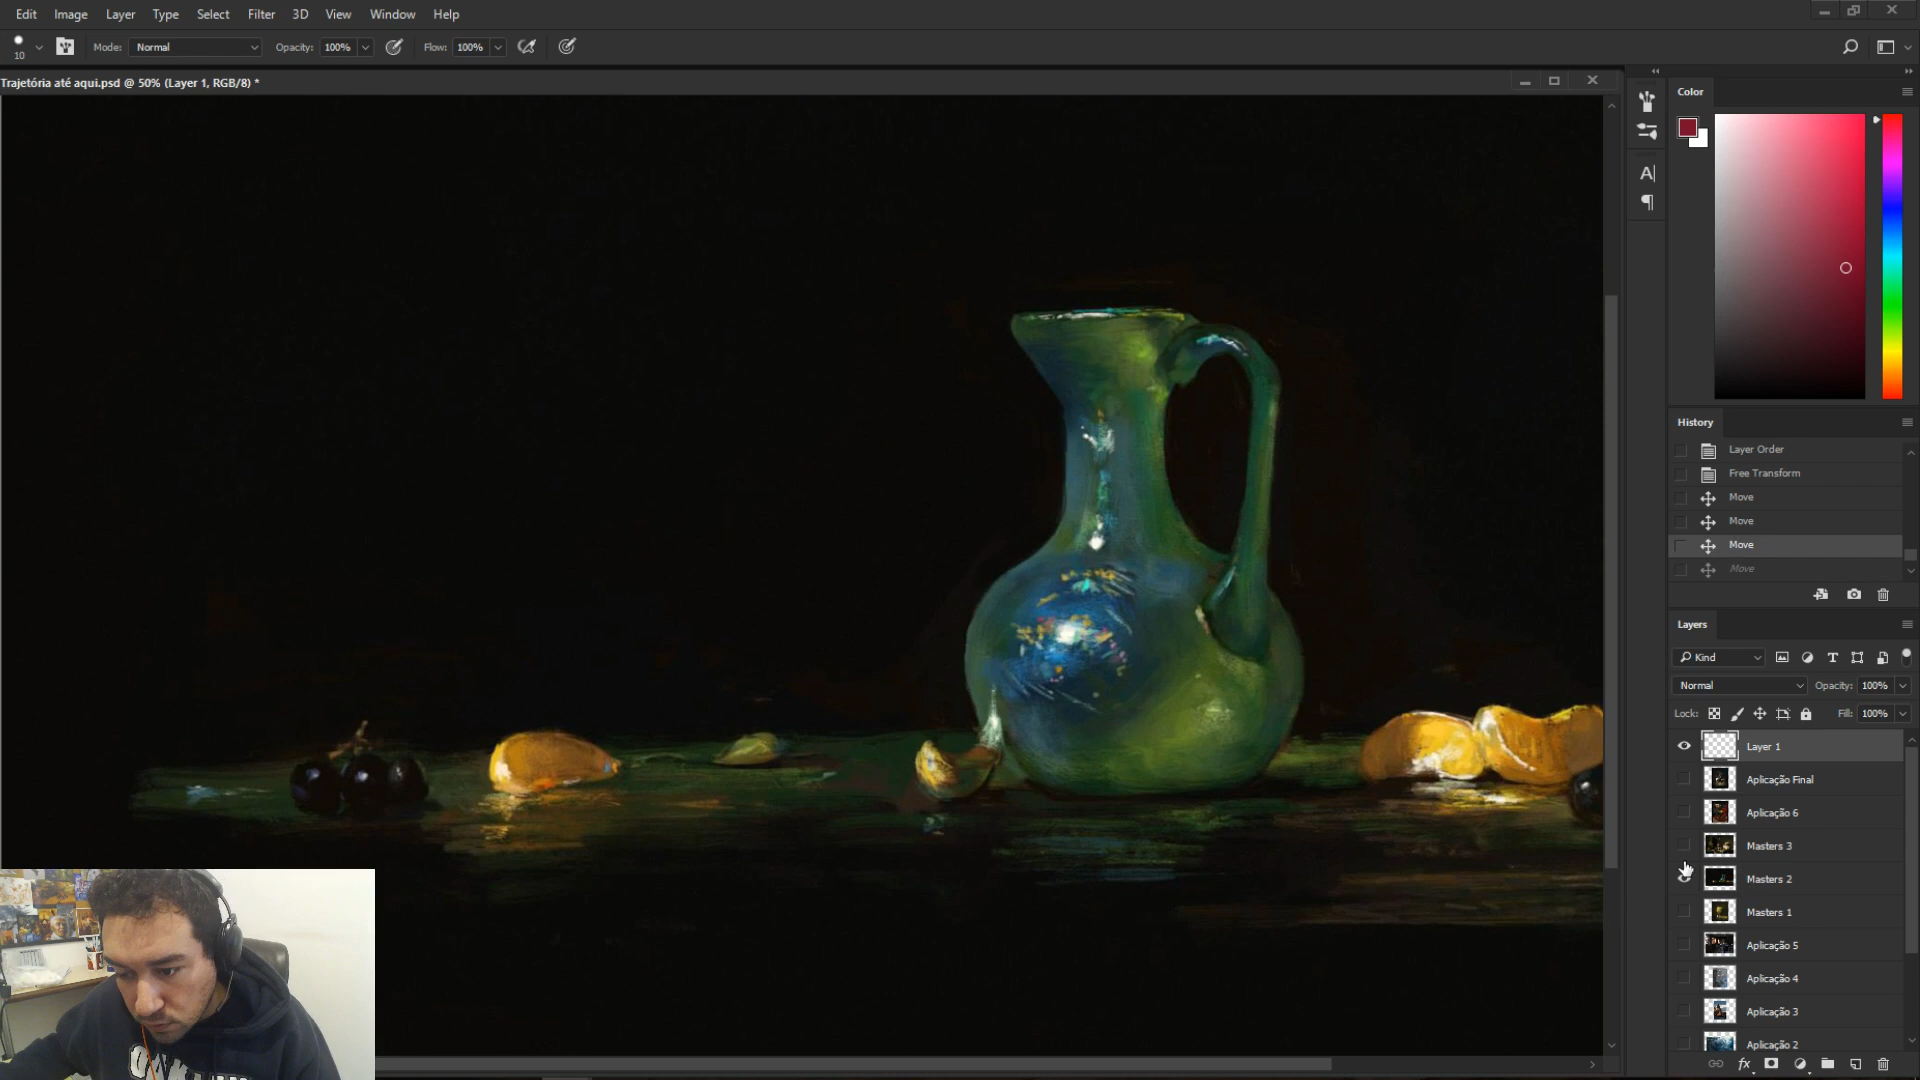 Edit Image Layer Type Select Filter 3D View Window Help
10 Mode: Normal Opacity: 100% Flow: 100%
Trajetória até aqui.psd @ 50% (Layer 1, RGB/8) *
Color
A|
History
Layer Order
Free Transform
Move
Move
Move
Move
Layers
Kind T
Normal Opacity: 100%
Lock: Fill: 100%
Layer 1
Aplicação Final
Aplicação 6
Masters 3
Masters 2
Masters 1
Aplicação 5
Aplicação 4
Aplicação 3
Aplicação 2
fx